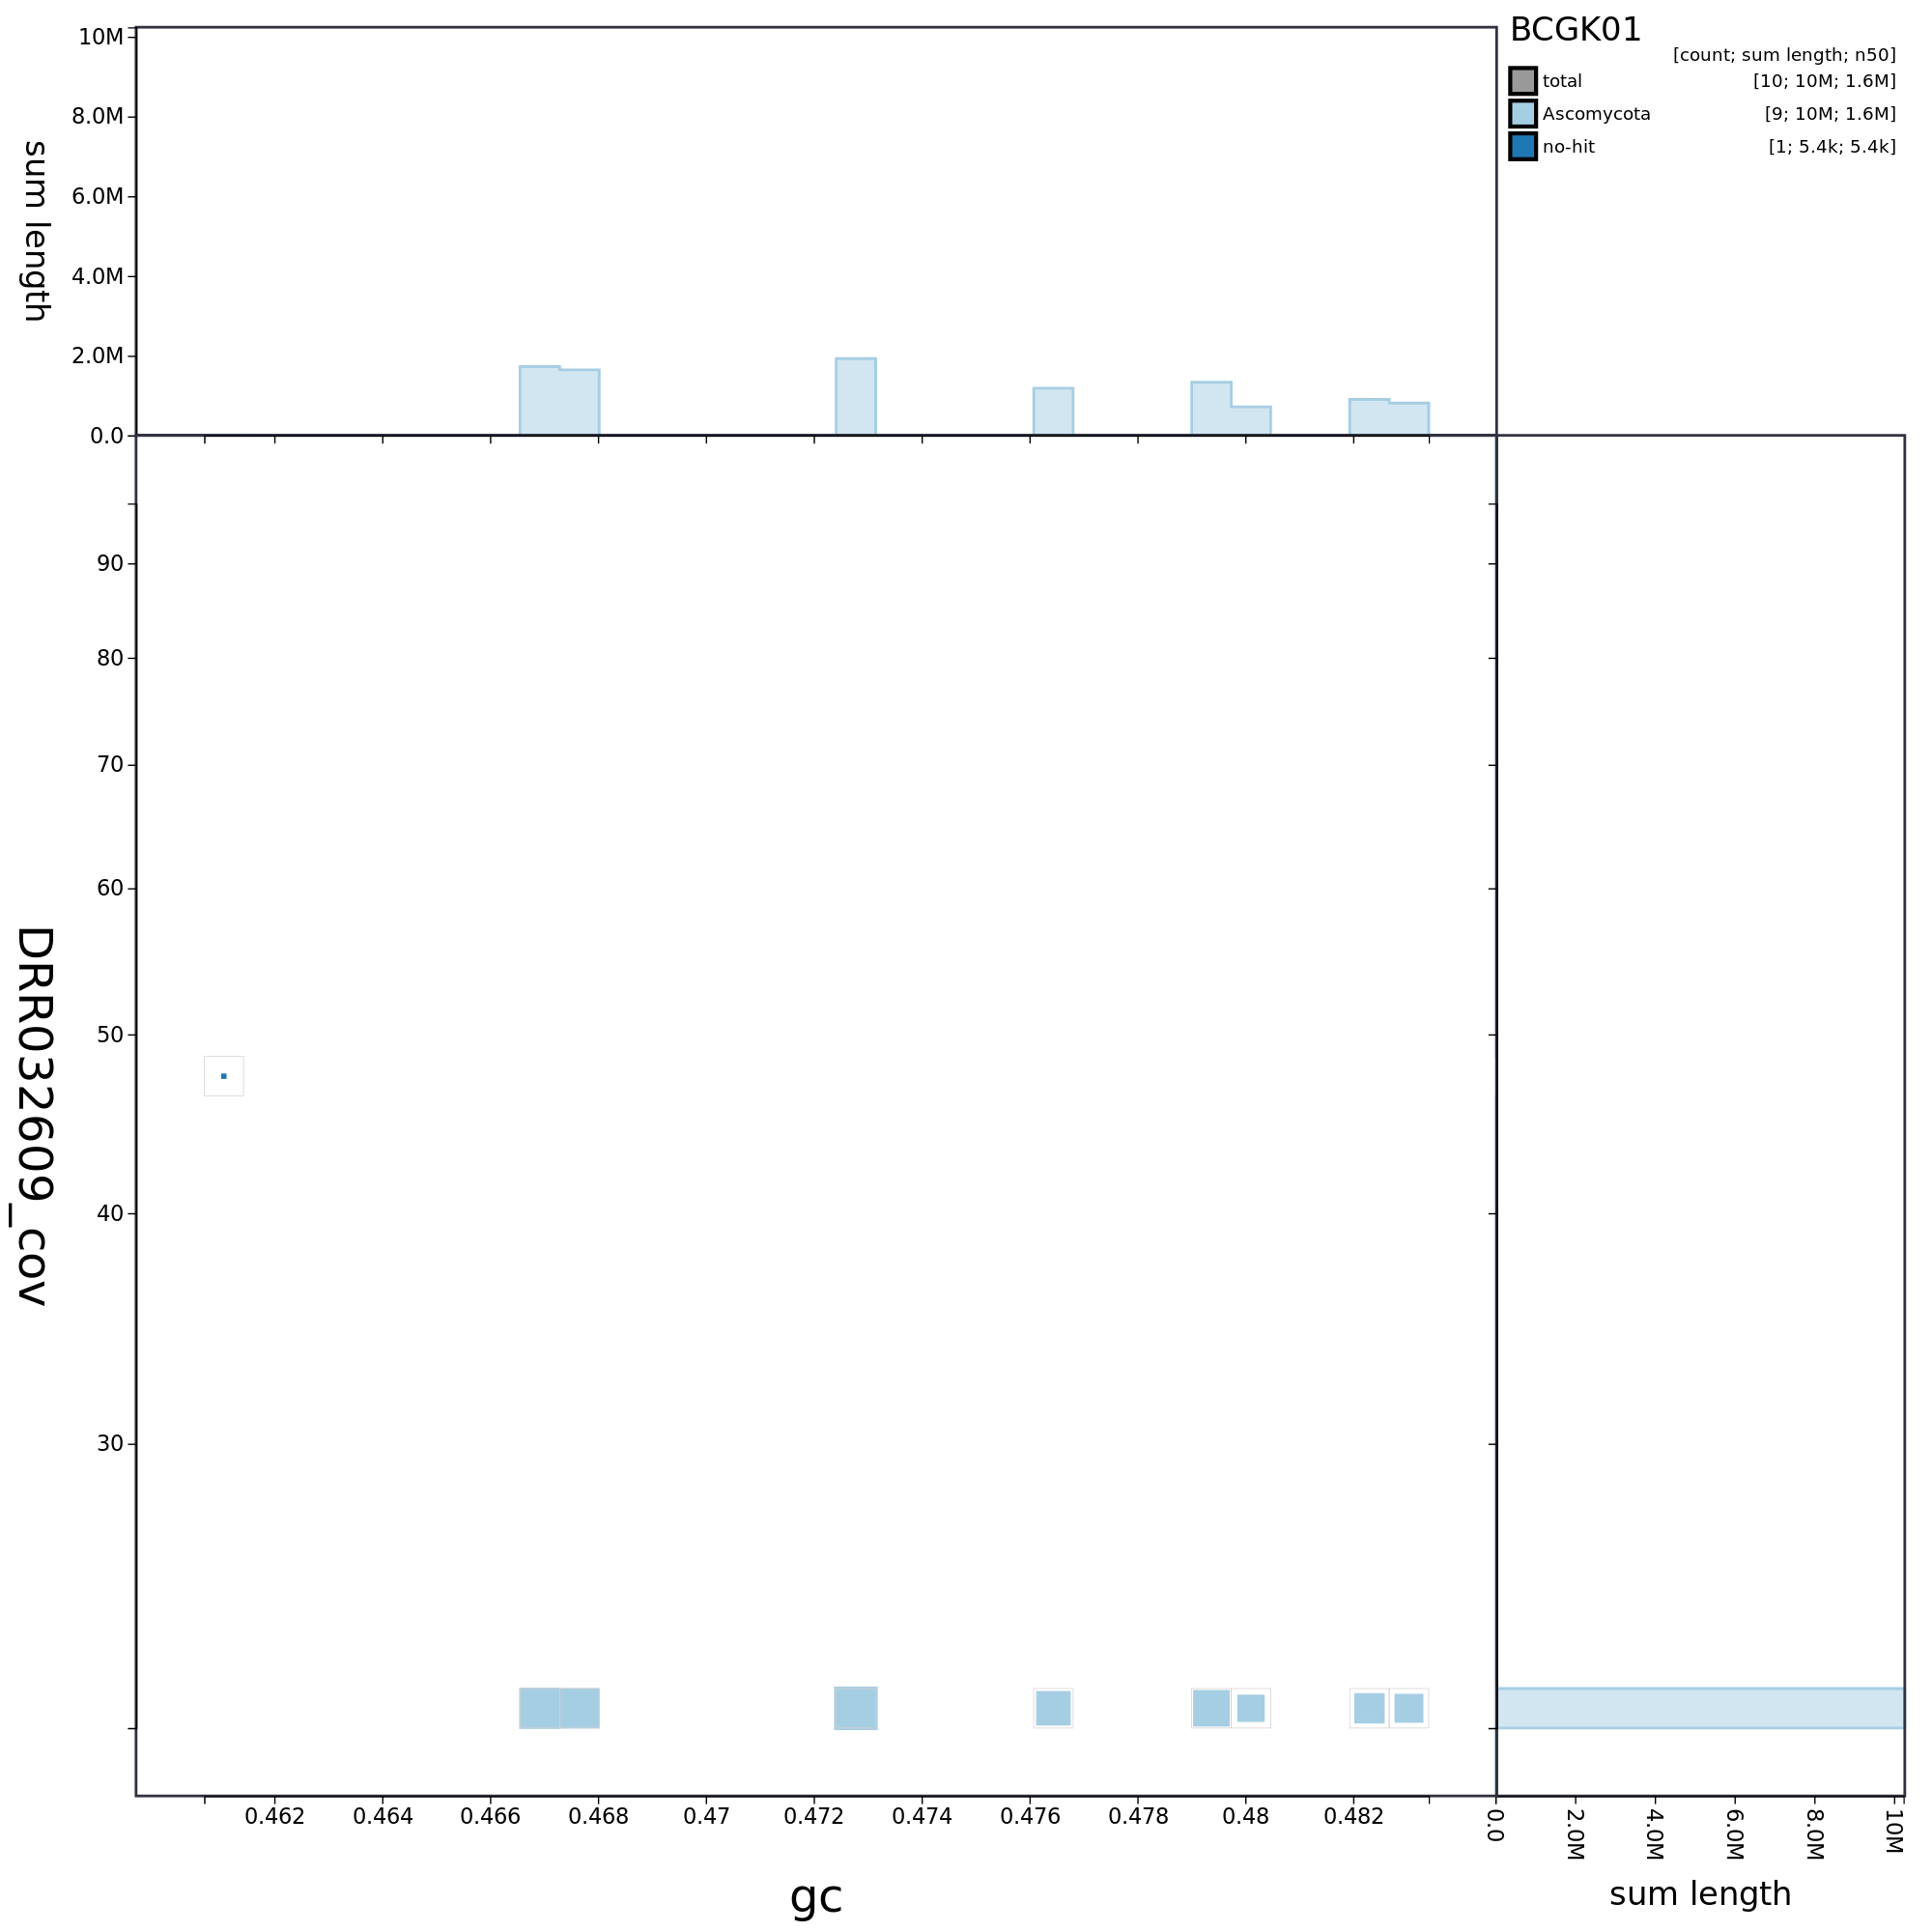 BCGK01
[count; sum length; n50]
total [10; 10M; 1.6M]
Ascomycota [9; 10M; 1.6M]
no-hit [1; 5.4k; 5.4k]
sum length
10M
8.0M
6.0M
4.0M
2.0M
0.0
DRR032609_cov
90
80
70
60
50
40
30
0.462 0.464 0.466 0.468 0.47 0.472 0.474 0.476 0.478 0.48 0.482
gc
0.0 2.0M 4.0M 6.0M 8.0M 10M
sum length